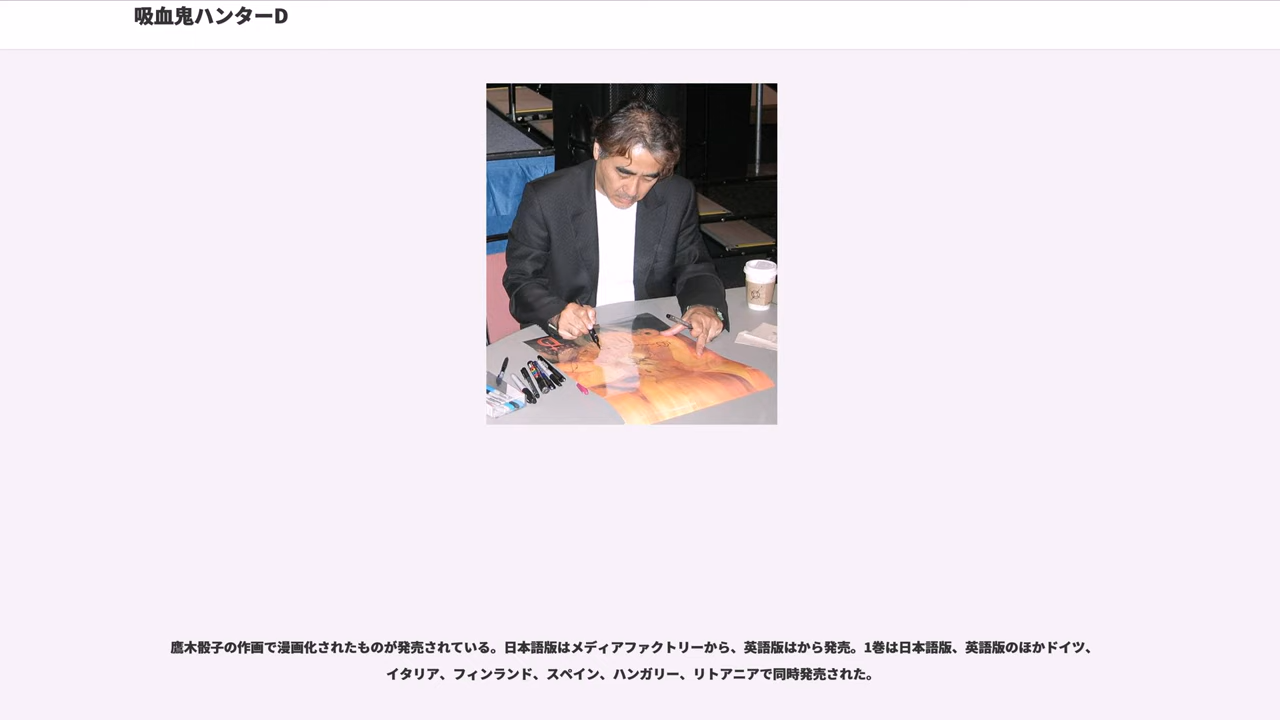 吸血鬼ハンターD
鷹木骰子の作画で漫画化されたものが発売されている。日本語版はメディアファクトリーから、英語版はから発売。1巻は日本語版、英語版のほかドイツ、
イタリア、フィンランド、スペイン、ハンガリー、リトアニアで同時発売された。